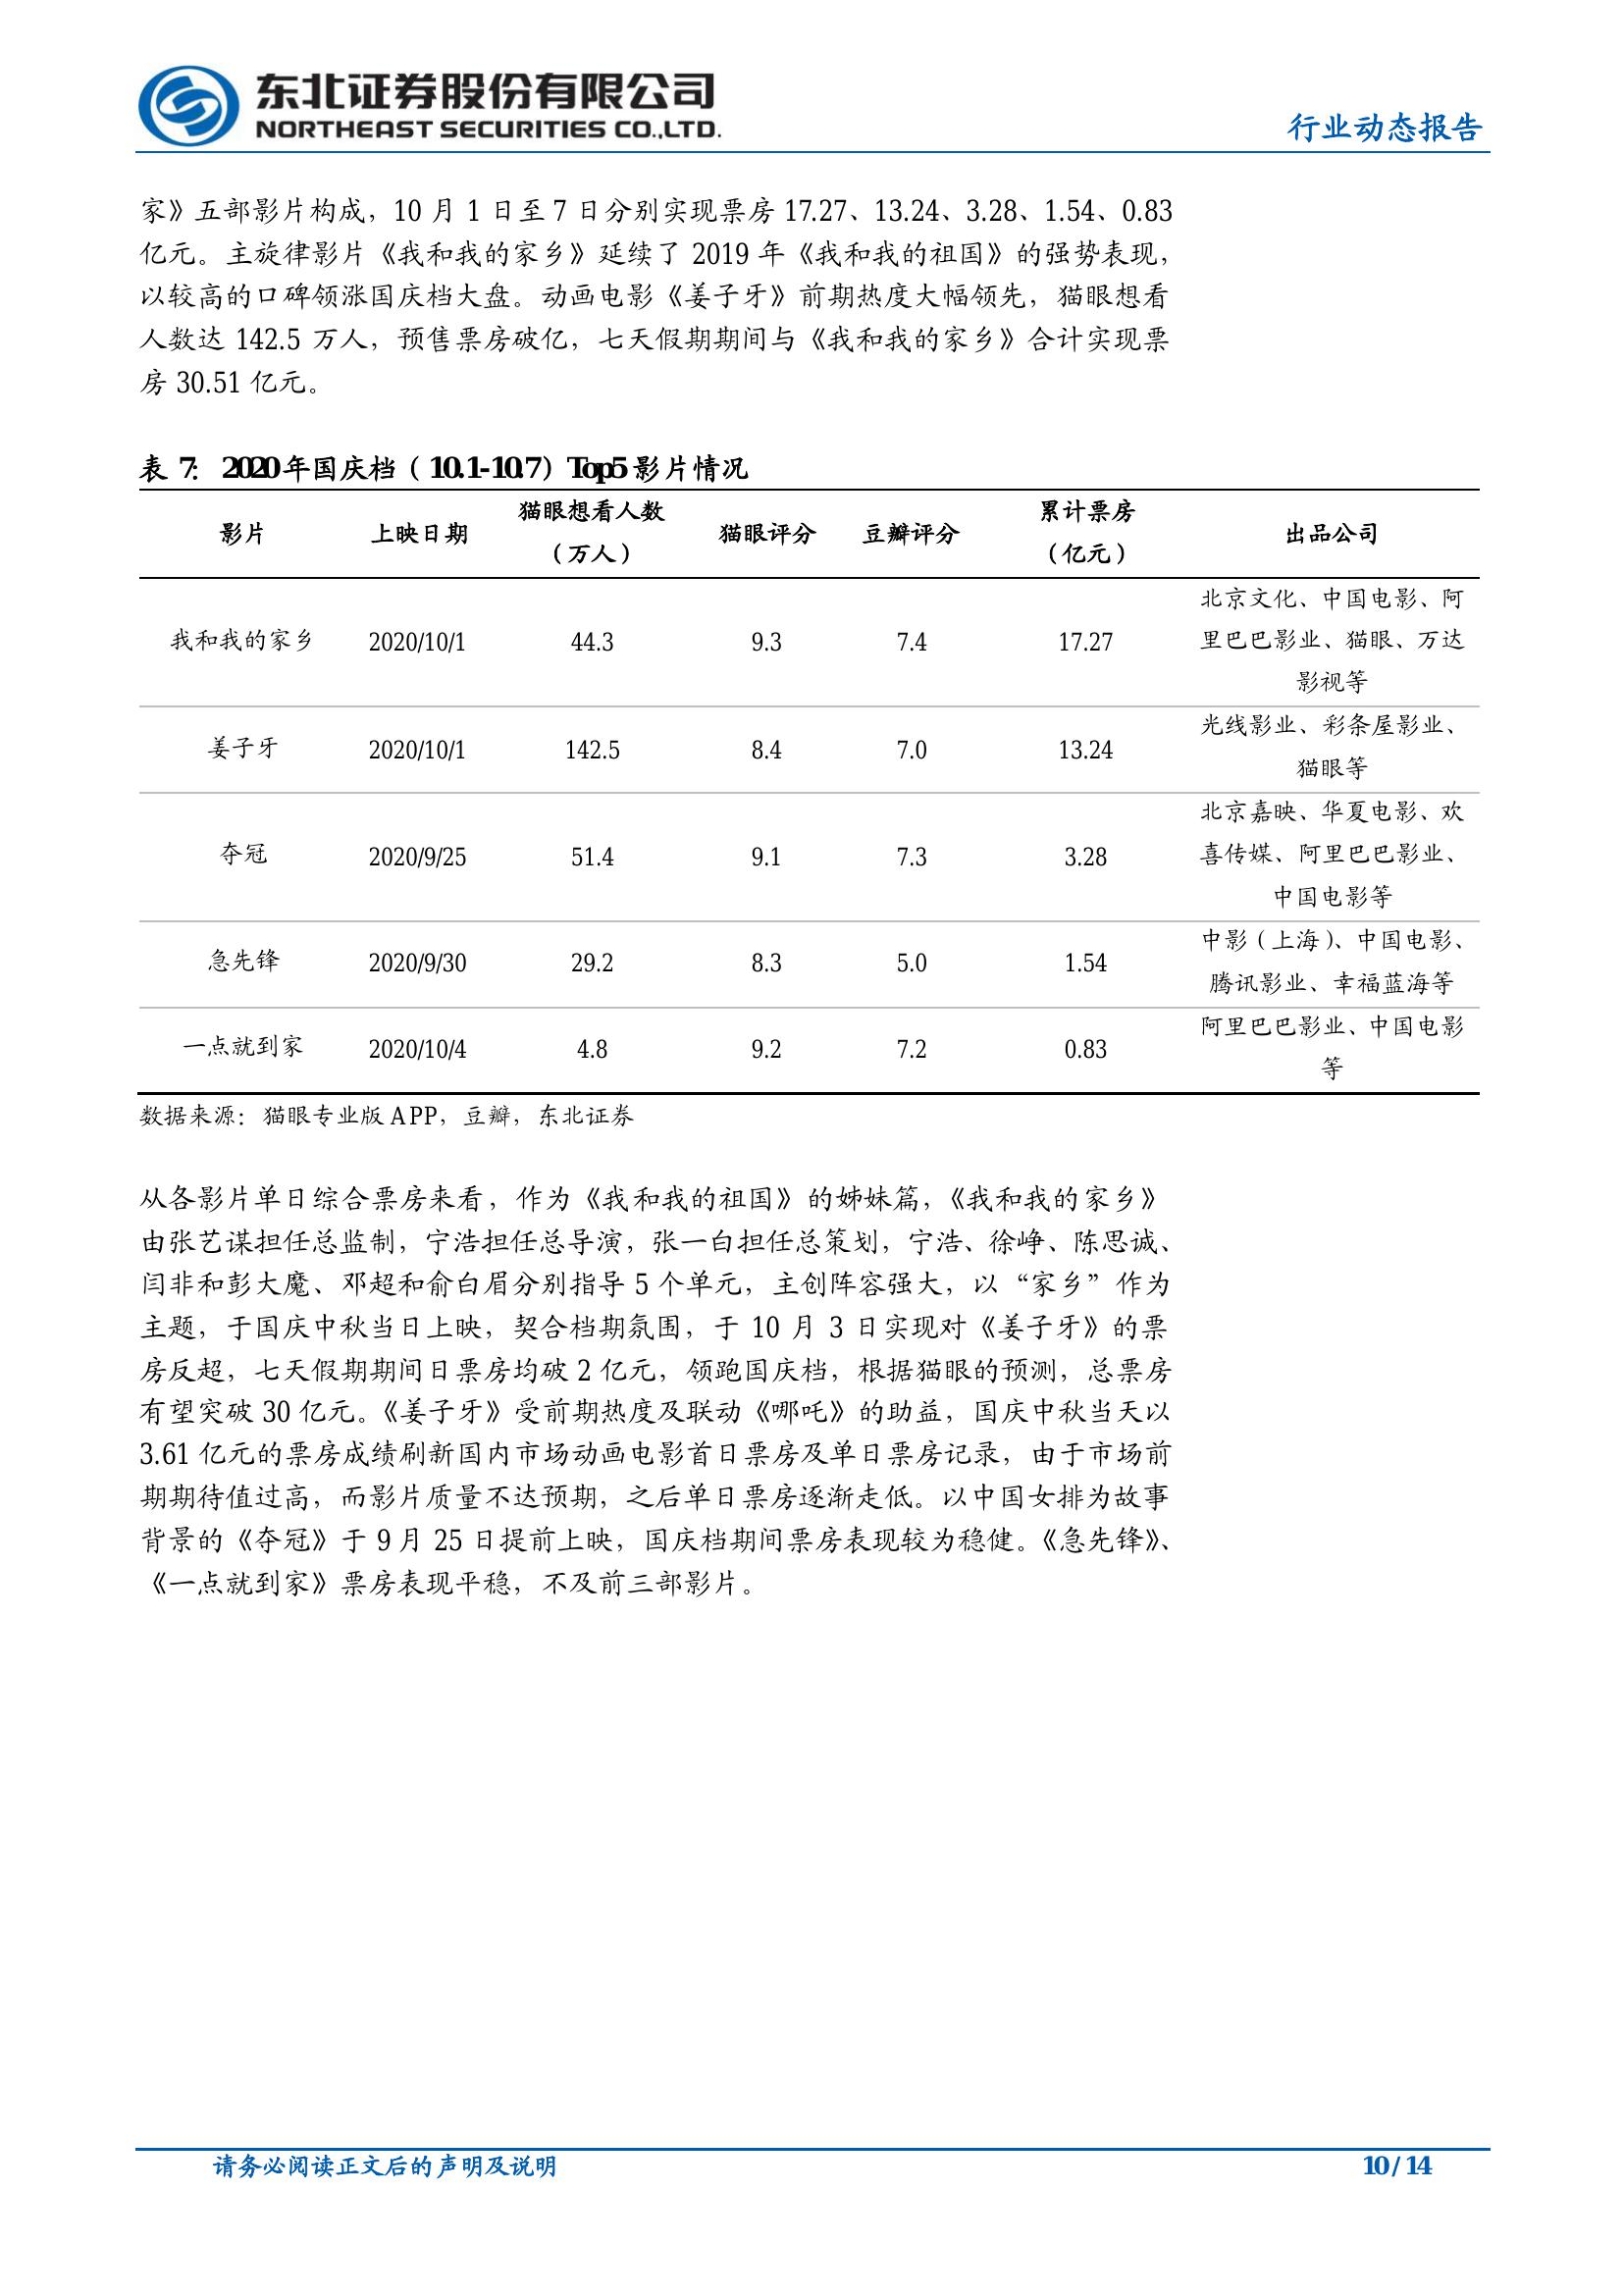 东北证券股份有限公司
NORTHEAST SECURITIES CO.,LTD.
行业动态报告
家》五部影片构成，10 月 1 日至 7 日分别实现票房 17.27、13.24、3.28、1.54、0.83
亿元。主旋律影片《我和我的家乡》延续了 2019 年《我和我的祖国》的强势表现，
以较高的口碑领涨国庆档大盘。动画电影《姜子牙》前期热度大幅领先，猫眼想看
人数达 142.5 万人，预售票房破亿，七天假期期间与《我和我的家乡》合计实现票
房 30.51 亿元。
表 7： 2020 年国庆档（10.1-10.7）Top5 影片情况
影片 上映日期 猫眼想看人数（万人） 猫眼评分 豆瓣评分 累计票房（亿元） 出品公司
我和我的家乡 2020/10/1 44.3 9.3 7.4 17.27 北京文化、中国电影、阿里巴巴影业、猫眼、万达影视等
姜子牙 2020/10/1 142.5 8.4 7.0 13.24 光线影业、彩条屋影业、猫眼等
夺冠 2020/9/25 51.4 9.1 7.3 3.28 北京嘉映、华夏电影、欢喜传媒、阿里巴巴影业、中国电影等
急先锋 2020/9/30 29.2 8.3 5.0 1.54 中影（上海）、中国电影、腾讯影业、幸福蓝海等
一点就到家 2020/10/4 4.8 9.2 7.2 0.83 阿里巴巴影业、中国电影等
数据来源：猫眼专业版 APP，豆瓣，东北证券
从各影片单日综合票房来看，作为《我和我的祖国》的姊妹篇，《我和我的家乡》
由张艺谋担任总监制，宁浩担任总导演，张一白担任总策划，宁浩、徐峥、陈思诚、
闫非和彭大魔、邓超和俞白眉分别指导 5 个单元，主创阵容强大，以“家乡”作为
主题，于国庆中秋当日上映，契合档期氛围，于 10 月 3 日实现对《姜子牙》的票
房反超，七天假期期间日票房均破 2 亿元，领跑国庆档，根据猫眼的预测，总票房
有望突破 30 亿元。《姜子牙》受前期热度及联动《哪吒》的助益，国庆中秋当天以
3.61 亿元的票房成绩刷新国内市场动画电影首日票房及单日票房记录，由于市场前
期期待值过高，而影片质量不达预期，之后单日票房逐渐走低。以中国女排为故事
背景的《夺冠》于 9 月 25 日提前上映，国庆档期间票房表现较为稳健。《急先锋》、
《一点就到家》票房表现平稳，不及前三部影片。
请务必阅读正文后的声明及说明
10 / 14